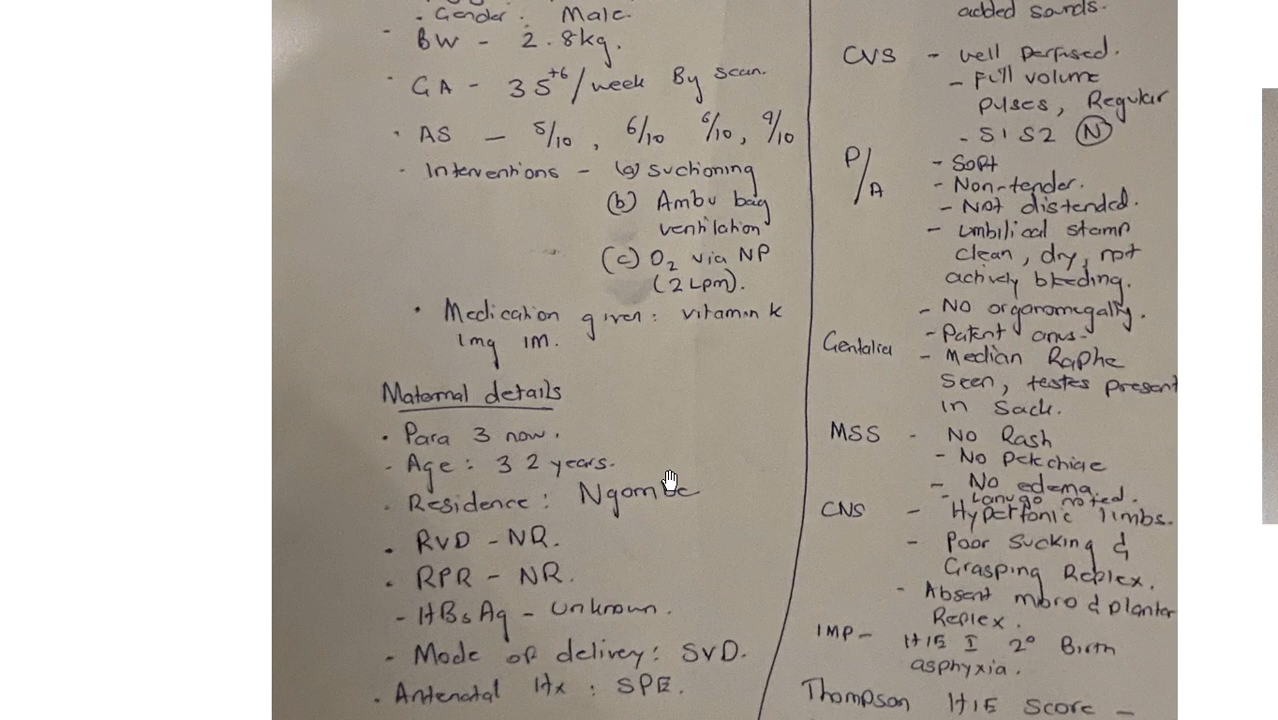 . Gender : Male.
- BW - 2.8kg.
· GA - 35+6/week By scan.
· AS - 5/10, 6/10 6/10, 9/10
- Interventions - (a) suctioning
(b) Ambu bag
ventilation
(c) O2 via NP
(2 Lpm).
· Medication given: vitamin k
1mg IM.
Maternal details
· Para 3 now.
- Age : 32 years.
. Residence : Ngombe
. RVD - NR.
. RPR - NR.
- HBsAg - unknown.
- Mode of delivery: SVD.
. Antenatal Hx : SPE.
added sounds.
CVS - well perfused.
- Full volume
pulses, Regular
- S1 S2 (N)
P/A - Soft
- Non-tender.
- Not distended.
- Umbilical stamp
clean, dry, not
actively bleeding.
- NO organomegally.
- Patent anus-
Gentalia - Median Raphe
seen, testes present
in sack.
MSS - No Rash
- No petechiae
- No edema.
- Lanugo noted.
CNS - Hypertonic limbs.
- Poor sucking &
Grasping Reflex.
- Absent moro & planter
Reflex.
IMP - HIE I 2° Birth
asphyxia.
Thompson HIE Score -